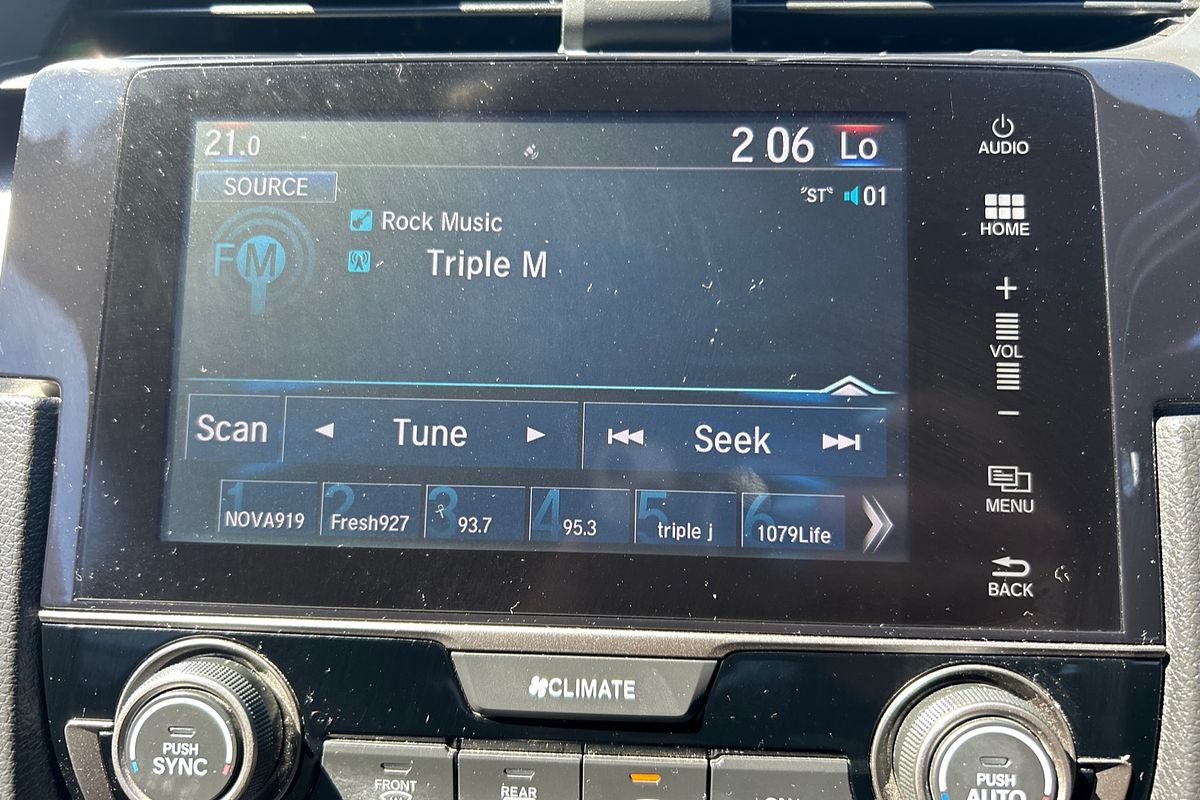 21.0 2 06 Lo
AUDIO
SOURCE
"ST" 01
Rock Music
FM
Triple M
HOME
+
VOL
−
Scan ◄ Tune ► Seek
1 NOVA919 2 Fresh927 3 93.7 4 95.3 5 triple j 6 1079Life
MENU
BACK
CLIMATE
PUSH
SYNC
FRONT
REAR
PUSH
AUTO